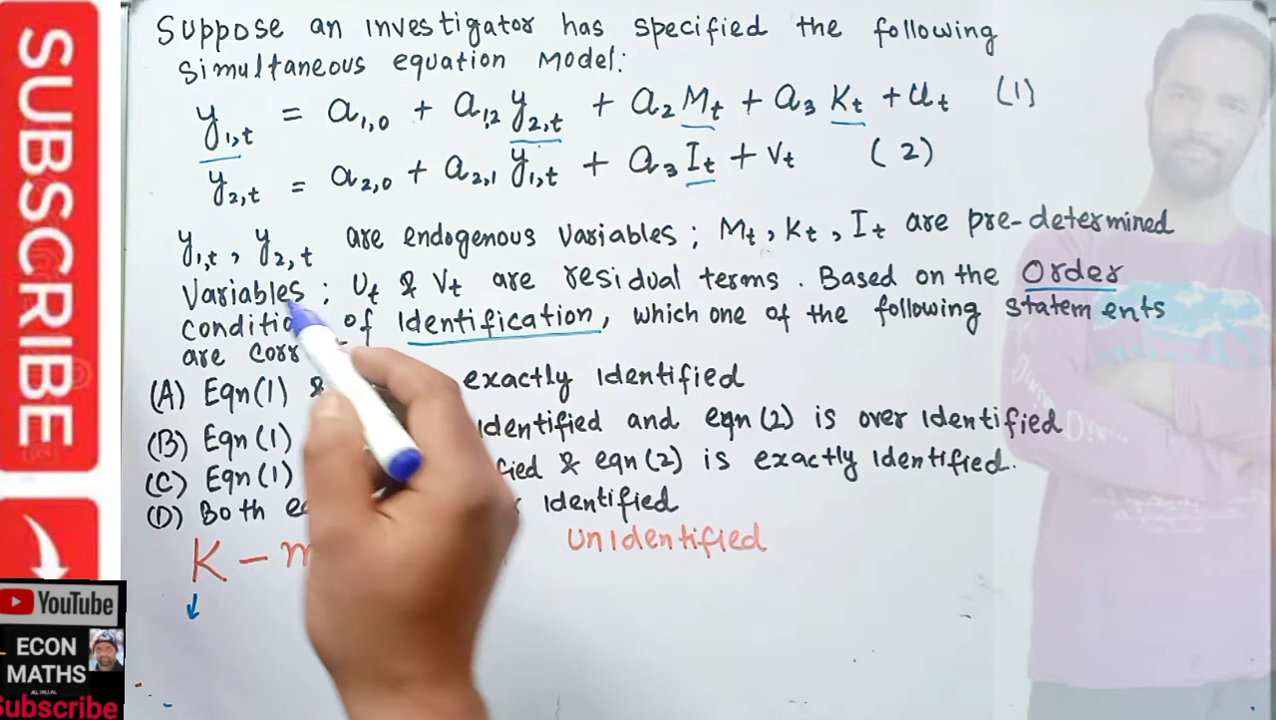 SUBSCRIBE
Suppose an investigator has specified the following
simultaneous equation Model:
y1,t = a1,0 + a1,2 y2,t + a2 Mt + a3 Kt + ut (1)
y2,t = a2,0 + a2,1 y1,t + a3 It + vt (2)
y1,t, y2,t are endogenous variables; Mt, Kt, It are pre-determined
variables; Ut & Vt are residual terms. Based on the Order
of Identification, which one of the following statements
are
(A) Eqn(1) & exactly identified
(B) Eqn(1) identified and eqn(2) is over identified
(C) Eqn(1) & eqn(2) is exactly identified.
(D) Both identified
K - m Unidentified
YouTube
ECON
MATHS
AL HILAL
Subscribe